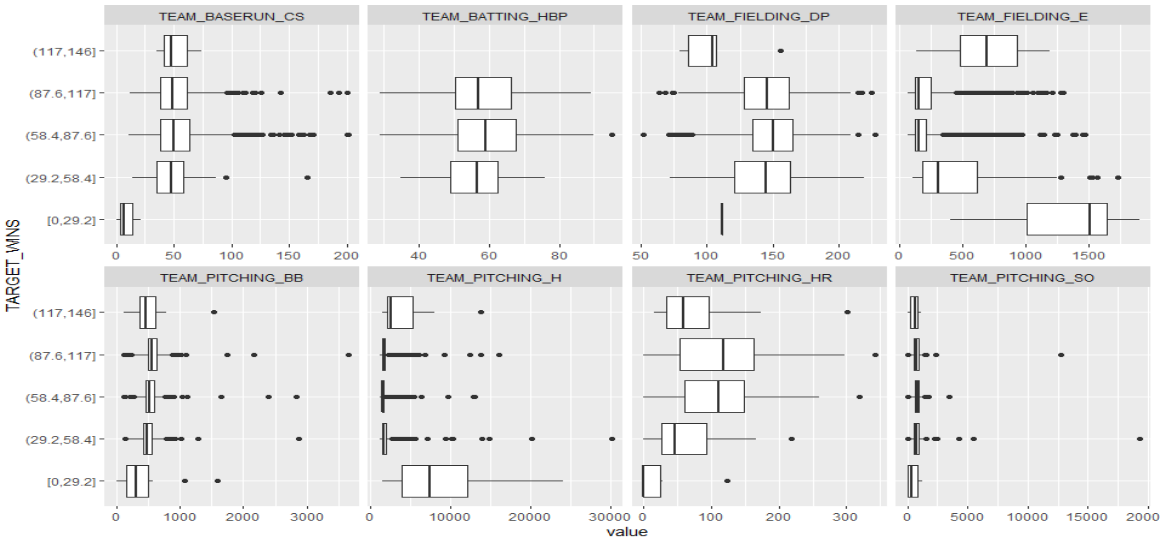 TEAM_BASERUN_CS TEAM_BATTING_HBP TEAM_FIELDING_DP TEAM_FIELDING_E
(117,146]
(87.6,117]
(58.4,87.6]
(29.2,58.4]
[0,29.2]
0 50 100 150 200 40 60 80 50 100 150 200 0 500 1000 1500
TARGET_WINS
TEAM_PITCHING_BB TEAM_PITCHING_H TEAM_PITCHING_HR TEAM_PITCHING_SO
(117,146]
(87.6,117]
(58.4,87.6]
(29.2,58.4]
[0,29.2]
0 1000 2000 3000 0 10000 20000 30000 0 100 200 300 0 5000 10000 15000 20000
value